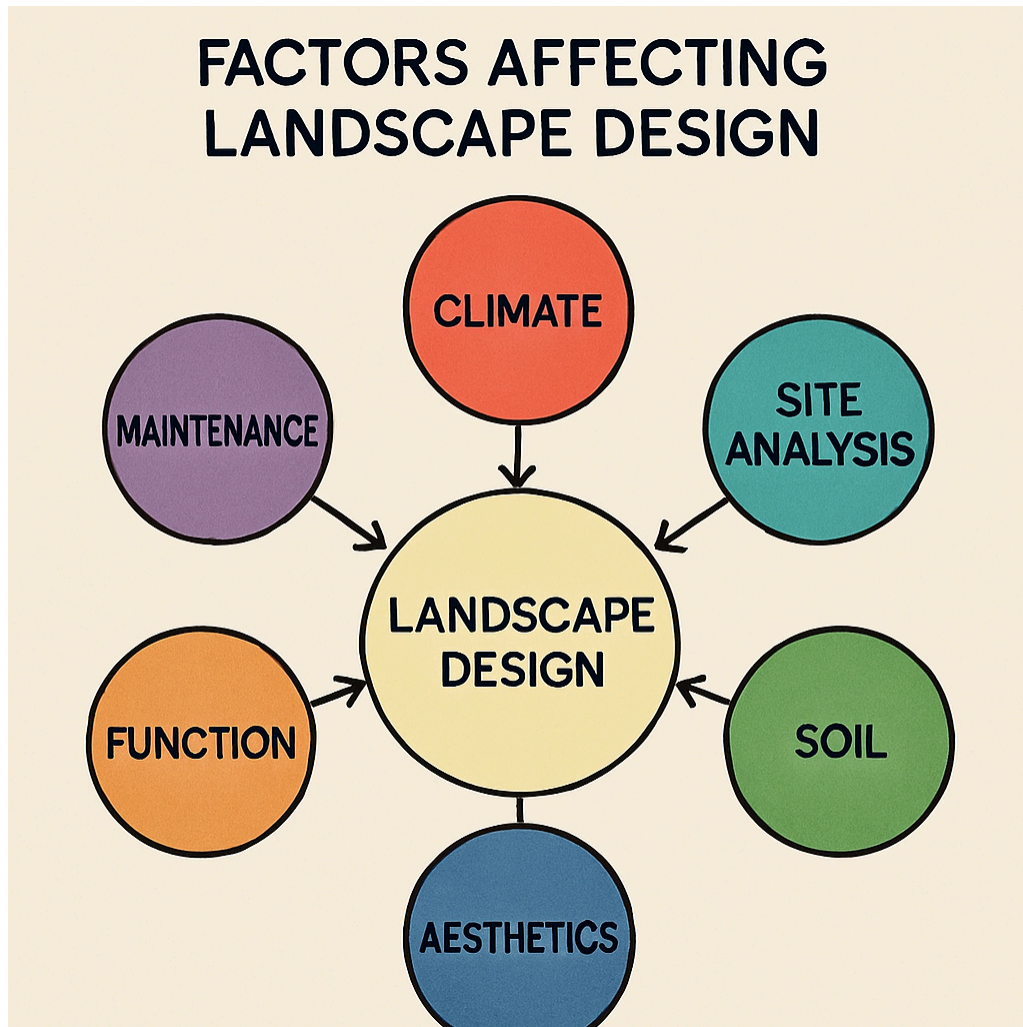 FACTORS AFFECTING
LANDSCAPE DESIGN
CLIMATE
MAINTENANCE
SITE
ANALYSIS
LANDSCAPE
DESIGN
FUNCTION
SOIL
AESTHETICS